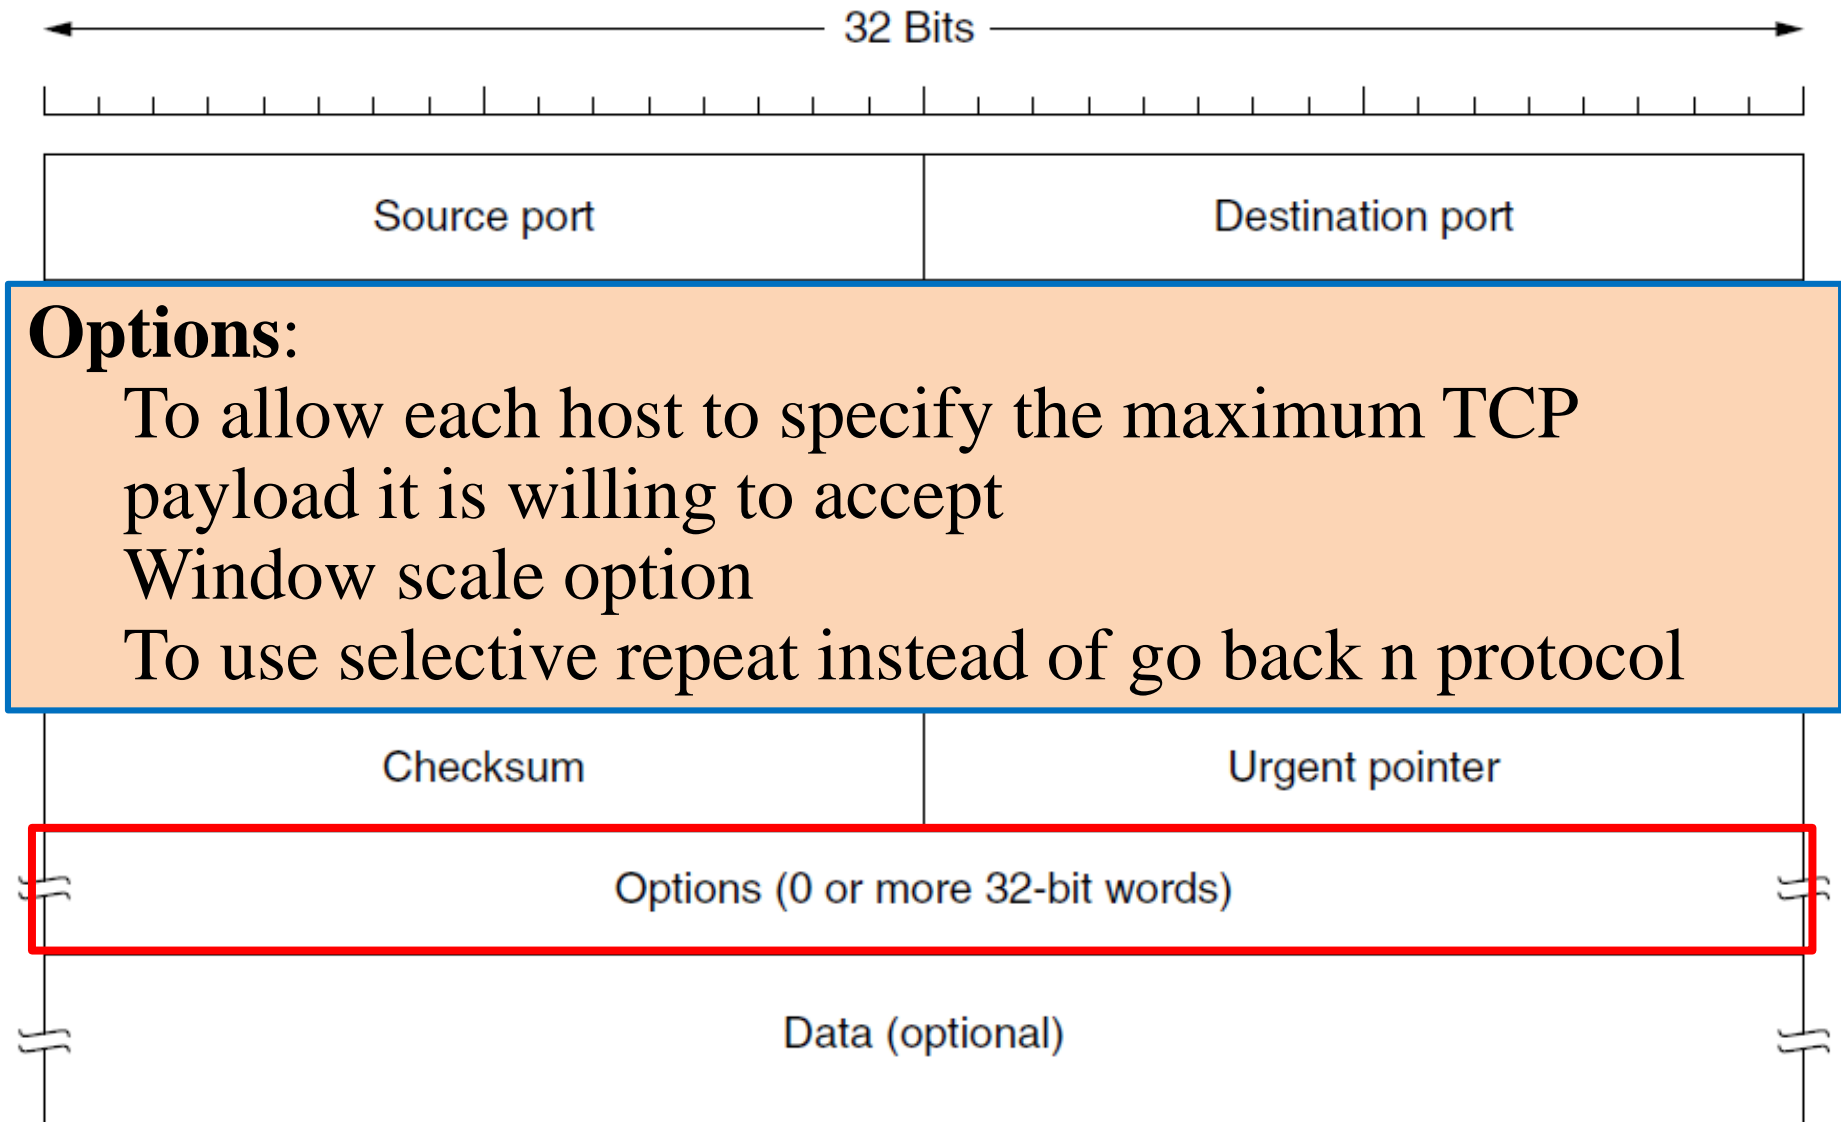 32 Bits
Source port
Destination port
Options:
To allow each host to specify the maximum TCP
payload it is willing to accept
Window scale option
To use selective repeat instead of go back n protocol
Checksum
Urgent pointer
Options (0 or more 32-bit words)
Data (optional)